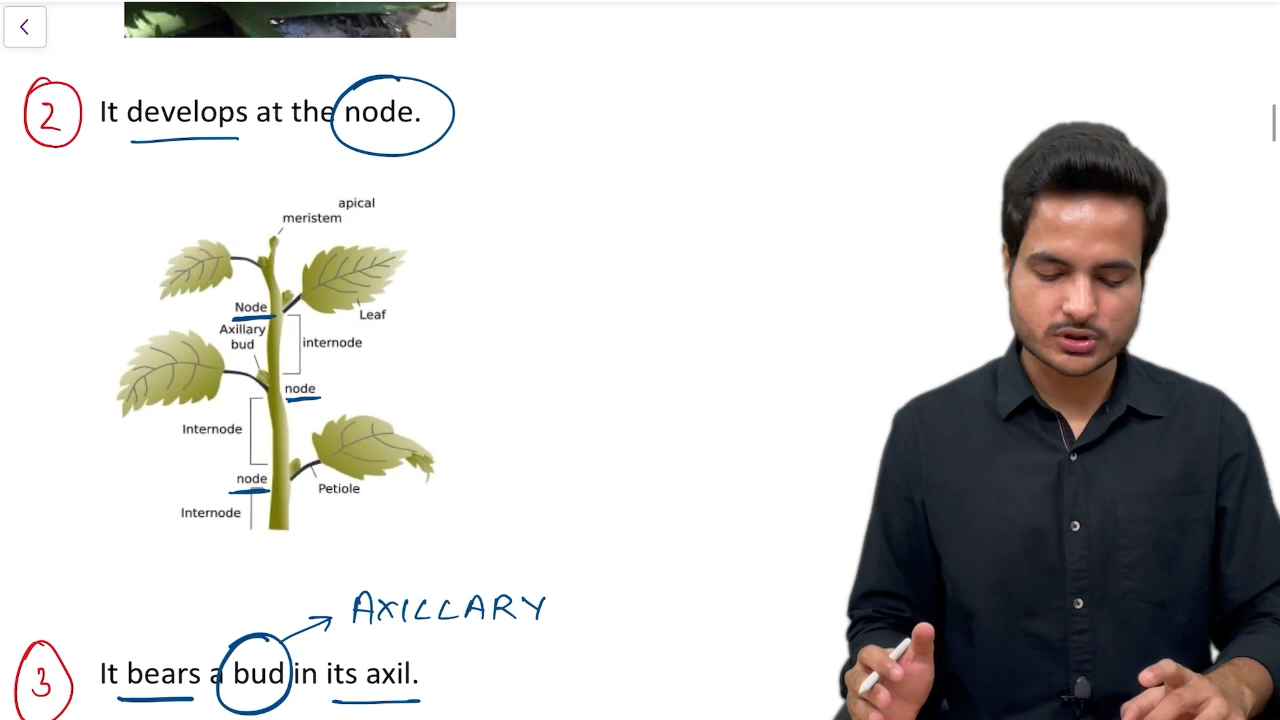 2 It develops at the node.
apical
meristem
Node
Leaf
Axillary
bud
internode
node
Internode
node
Petiole
Internode
AXILLARY
3 It bears a bud in its axil.